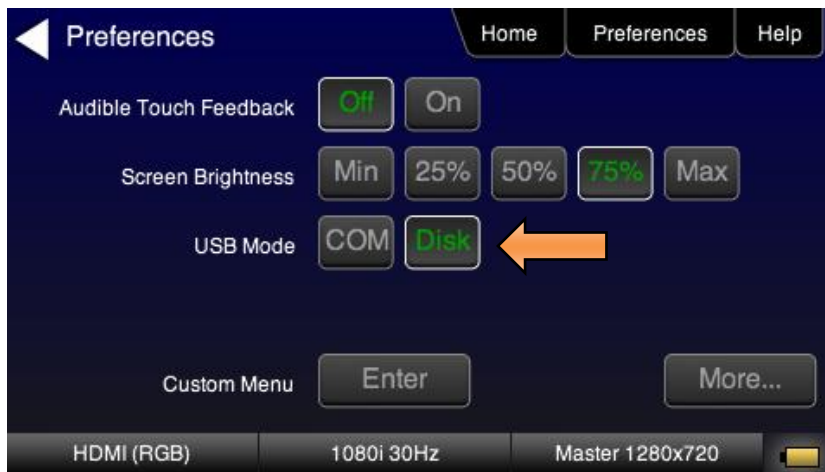 Preferences Home Preferences Help
Audible Touch Feedback Off On
Screen Brightness Min 25% 50% 75% Max
USB Mode COM Disk
Custom Menu Enter More...
HDMI (RGB) 1080i 30Hz Master 1280x720